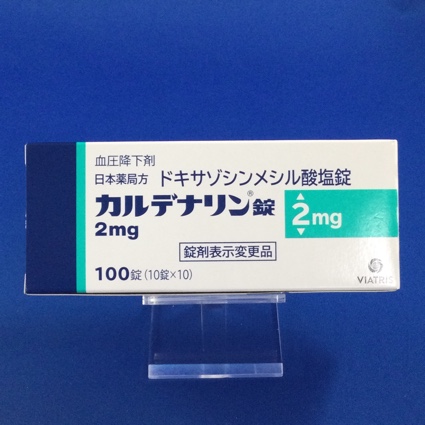 血圧降下剤
日本薬局方 ドキサゾシンメシル酸塩錠
カルデナリン®錠
2mg
2mg
錠剤表示変更品
100錠(10錠×10)
VIATRIS